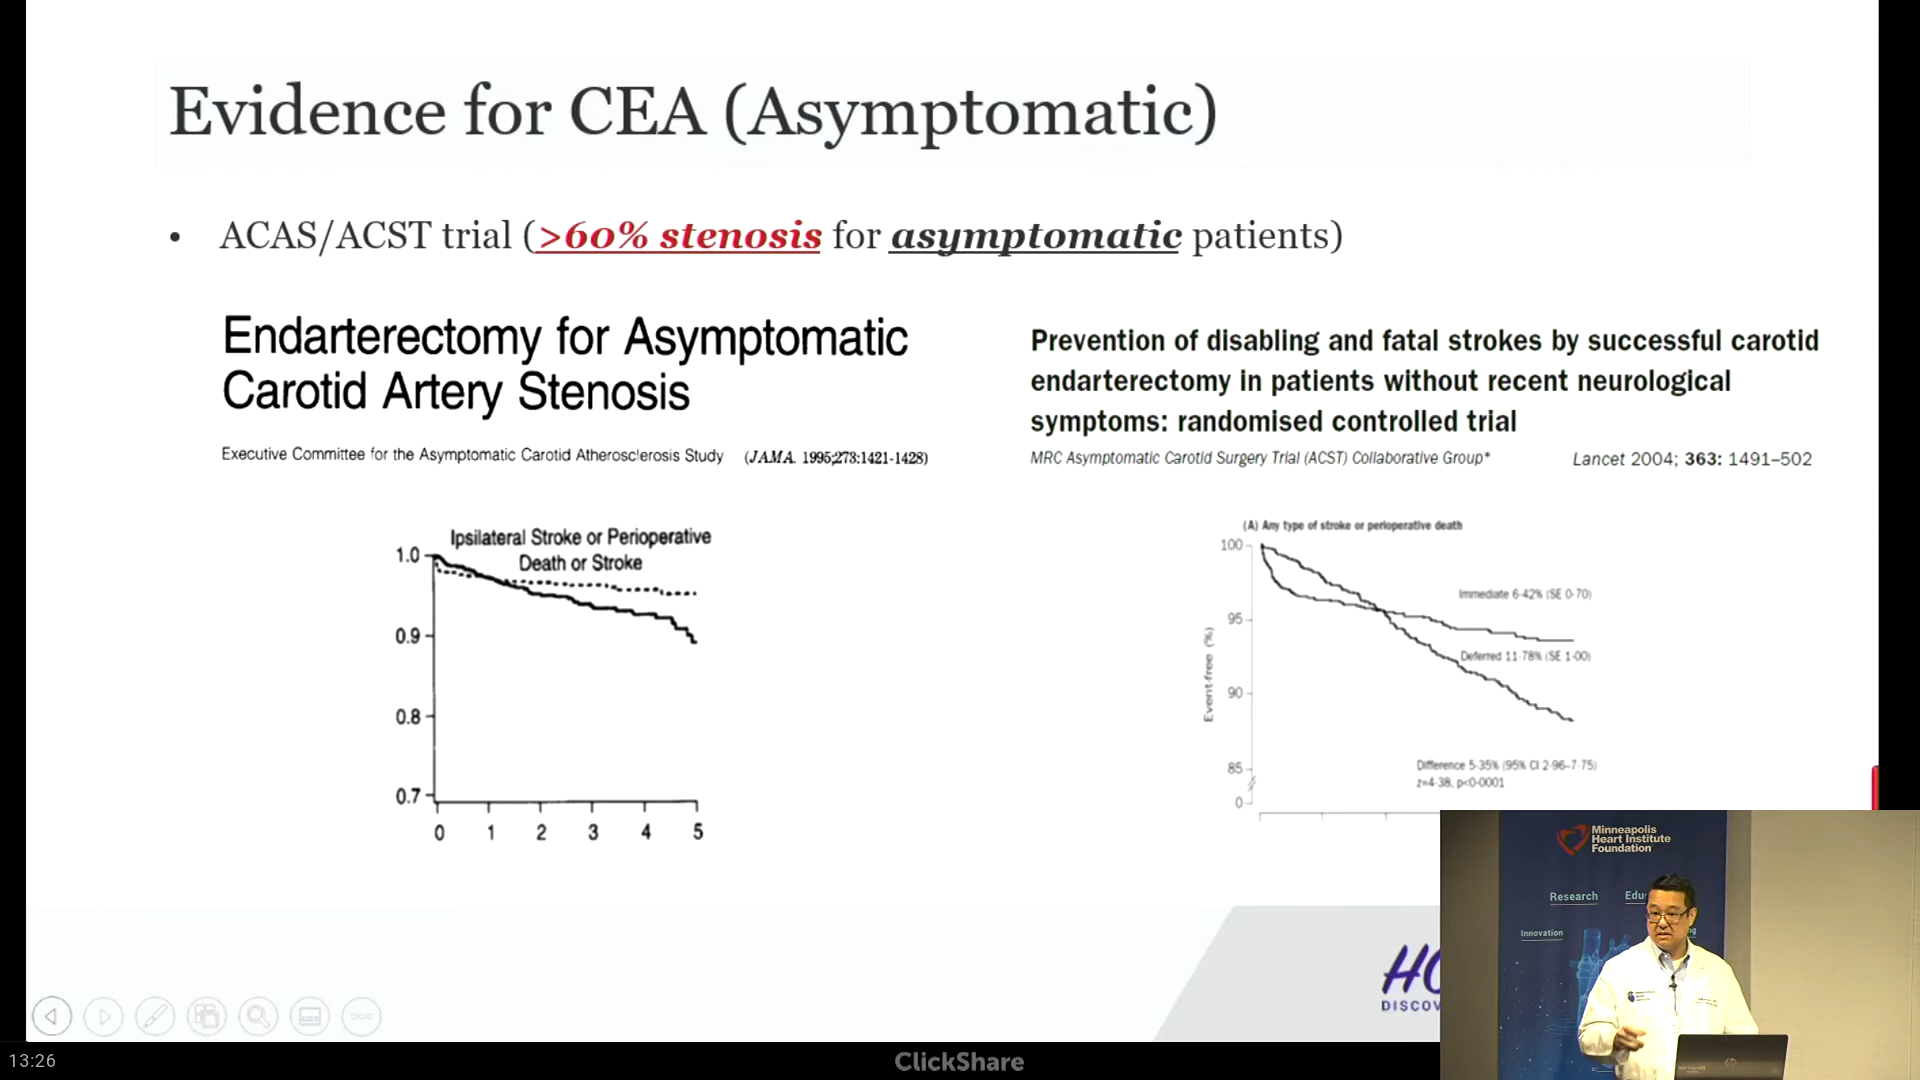 Evidence for CEA (Asymptomatic)
• ACAS/ACST trial (>60% stenosis for asymptomatic patients)
Endarterectomy for Asymptomatic
Carotid Artery Stenosis
Executive Committee for the Asymptomatic Carotid Atherosclerosis Study (JAMA. 1995;273:1421-1428)
Ipsilateral Stroke or Perioperative
Death or Stroke
1.0
0.9
0.8
0.7
0 1 2 3 4 5
Prevention of disabling and fatal strokes by successful carotid
endarterectomy in patients without recent neurological
symptoms: randomised controlled trial
MRC Asymptomatic Carotid Surgery Trial (ACST) Collaborative Group* Lancet 2004; 363: 1491–502
(A) Any type of stroke or perioperative death
100
95
90
85
0
Event-free (%)
Immediate 6·42% (SE 0·70)
Deferred 11·78% (SE 1·00)
Difference 5·35% (95% CI 2·96–7·75)
z=4·38, p<0·0001
Minneapolis
Heart Institute
Foundation
Research Edu
Innovation ng
HO
DISCOV
13:26
ClickShare